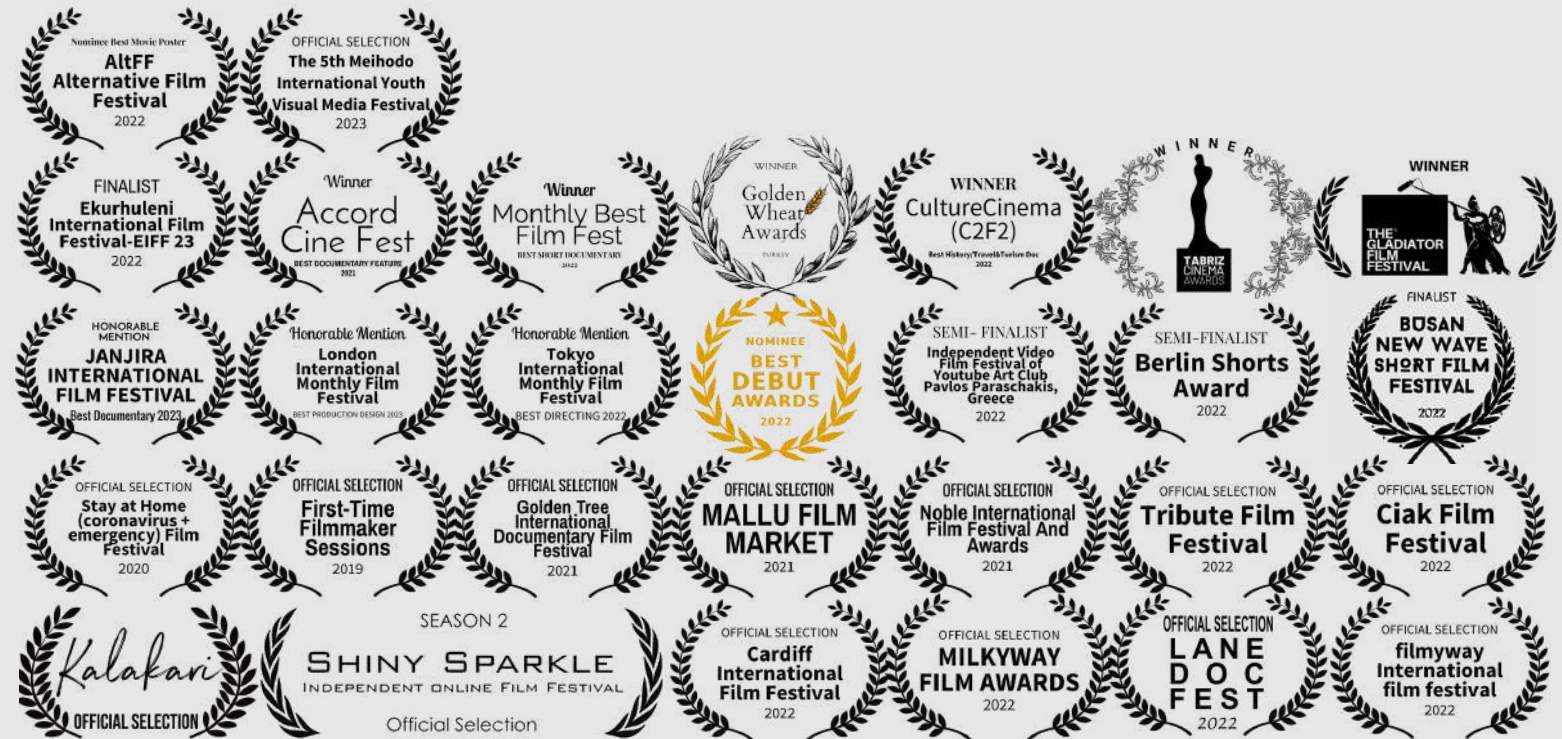 Nominee Best Movie Poster
AltFF
Alternative Film
Festival
2022
OFFICIAL SELECTION
The 5th Meihodo
International Youth
Visual Media Festival
2023
FINALIST
Ekurhuleni
International Film
Festival-EIFF 23
2022
Winner
Accord
Cine Fest
BEST DOCUMENTARY FEATURE
2021
Winner
Monthly Best
Film Fest
BEST SHORT DOCUMENTARY
2022
WINNER
Golden
Wheat
Awards
TURKEY
WINNER
CultureCinema
(C2F2)
Best History/Travel&Turism Doc
2022
WINNER
TABRIZ
CINEMA
AWARDS
WINNER
THE
GLADIATOR
FILM
FESTIVAL
HONORABLE
MENTION
JANJIRA
INTERNATIONAL
FILM FESTIVAL
Best Documentary 2023
Honorable Mention
London
International
Monthly Film
Festival
BEST PRODUCTION DESIGN 2023
Honorable Mention
Tokyo
International
Monthly Film
Festival
BEST DIRECTING 2022
NOMINEE
BEST
DEBUT
AWARDS
2022
SEMI- FINALIST
Independent Video
Film Festival of
Youtube Art Club
Pavlos Paraschakis,
Greece
2022
SEMI-FINALIST
Berlin Shorts
Award
2022
FINALIST
BUSAN
NEW WAVE
SHORT FILM
FESTIVAL
2022
OFFICIAL SELECTION
Stay at Home
(coronavirus +
emergency) Film
Festival
2020
OFFICIAL SELECTION
First-Time
Filmmaker
Sessions
2019
OFFICIAL SELECTION
Golden Tree
International
Documentary Film
Festival
2021
OFFICIAL SELECTION
MALLU FILM
MARKET
2021
OFFICIAL SELECTION
Noble International
Film Festival And
Awards
2021
OFFICIAL SELECTION
Tribute Film
Festival
2022
OFFICIAL SELECTION
Ciak Film
Festival
2022
Kalakari
OFFICIAL SELECTION
SEASON 2
SHINY SPARKLE
INDEPENDENT ONLINE FILM FESTIVAL
Official Selection
OFFICIAL SELECTION
Cardiff
International
Film Festival
2022
OFFICIAL SELECTION
MILKYWAY
FILM AWARDS
2022
OFFICIAL SELECTION
LANE
DOC
FEST
2022
OFFICIAL SELECTION
filmyway
International
film festival
2022